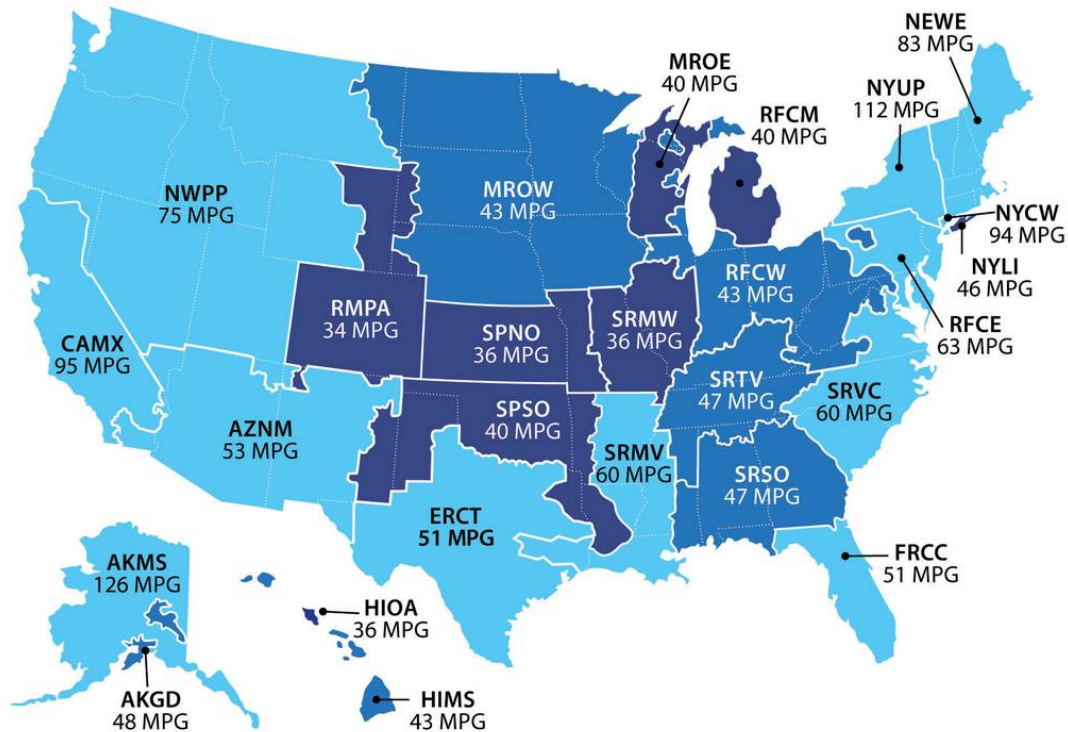 NEWE
83 MPG
MROE
40 MPG
NYUP
112 MPG
RFCM
40 MPG
NWPP
75 MPG
MROW
43 MPG
NYCW
94 MPG
NYLI
46 MPG
RFCW
43 MPG
RMPA
34 MPG
SPNO
36 MPG
SRMW
36 MPG
RFCE
63 MPG
CAMX
95 MPG
SRTV
47 MPG
SRVC
60 MPG
AZNM
53 MPG
SPSO
40 MPG
SRMV
60 MPG
SRSO
47 MPG
ERCT
51 MPG
FRCC
51 MPG
AKMS
126 MPG
HIOA
36 MPG
AKGD
48 MPG
HIMS
43 MPG